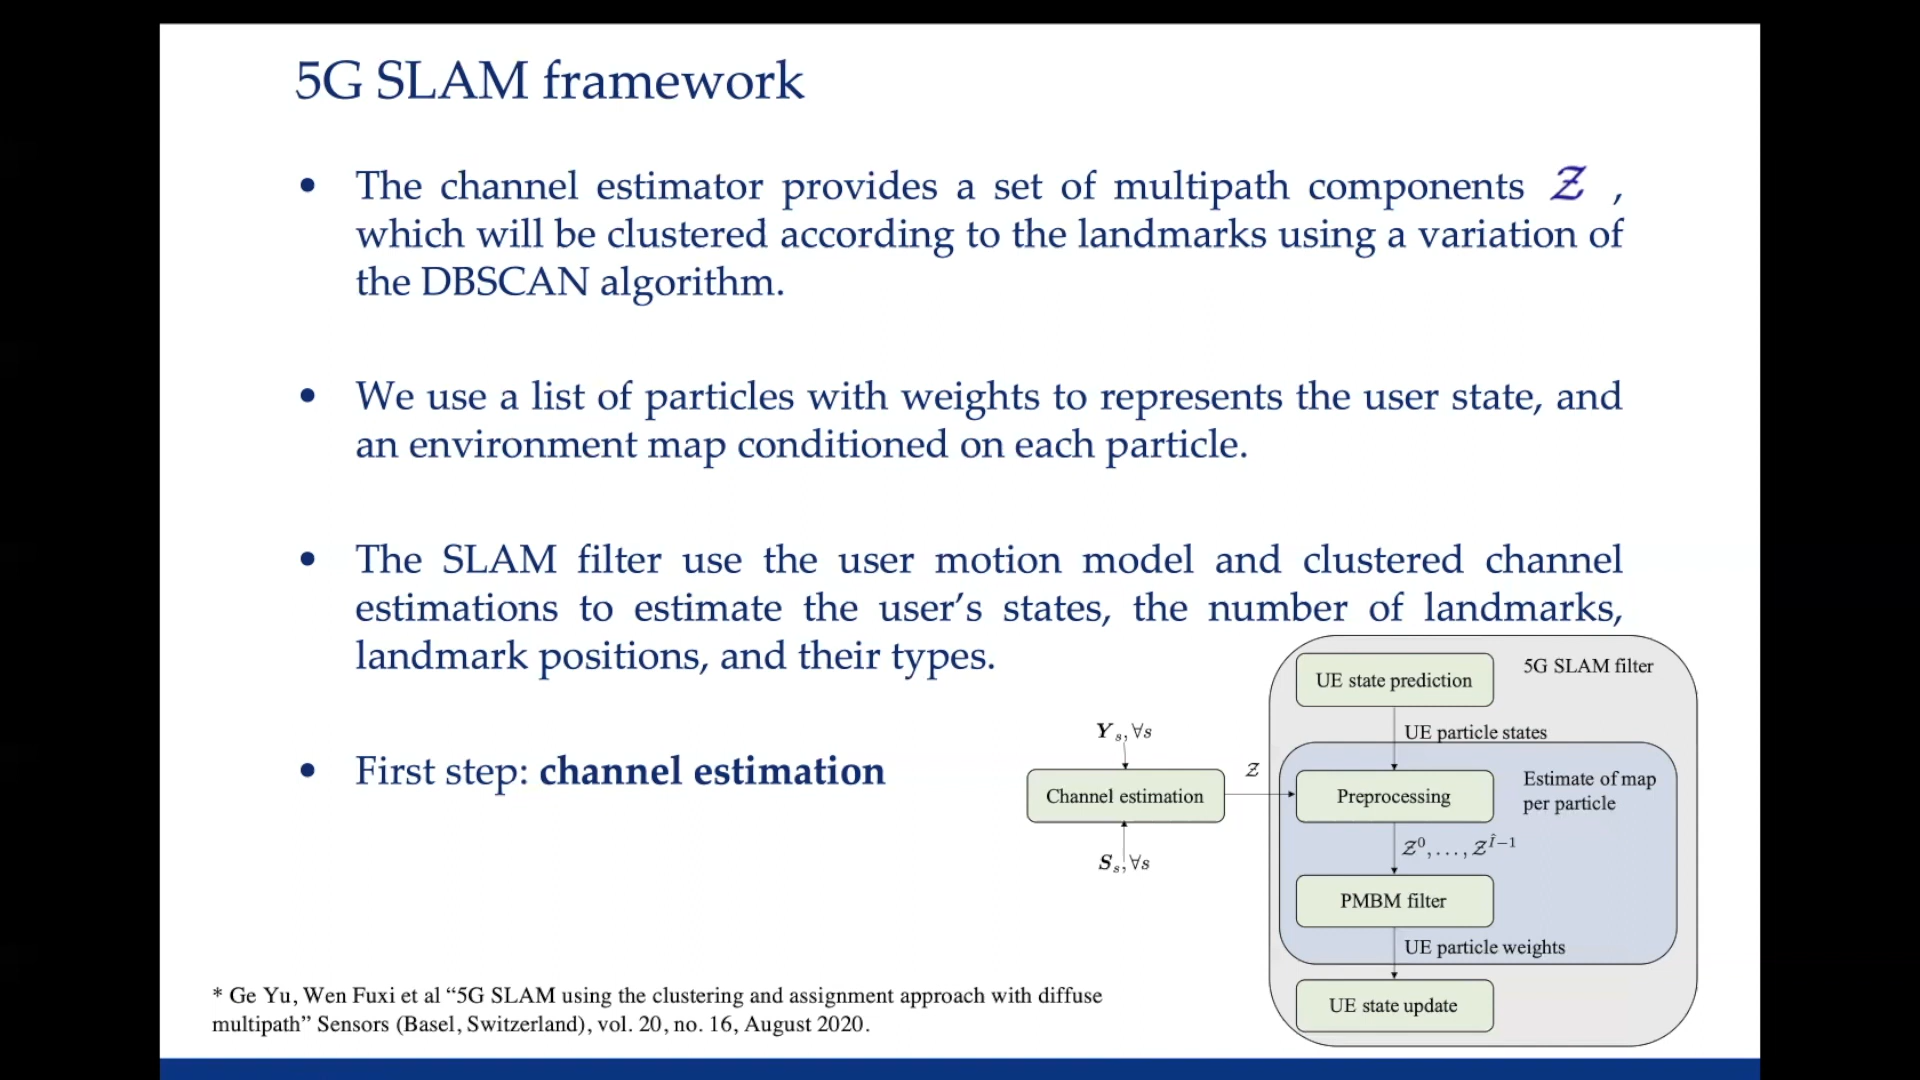 5G SLAM framework
• The channel estimator provides a set of multipath components 𝒵 ,
which will be clustered according to the landmarks using a variation of
the DBSCAN algorithm.
• We use a list of particles with weights to represents the user state, and
an environment map conditioned on each particle.
• The SLAM filter use the user motion model and clustered channel
estimations to estimate the user’s states, the number of landmarks,
landmark positions, and their types.
• First step: channel estimation
Y_s, ∀s
Channel estimation
S_s, ∀s
𝒵
5G SLAM filter
UE state prediction
UE particle states
Estimate of map
per particle
Preprocessing
𝒵^0, …, 𝒵^{Î−1}
PMBM filter
UE particle weights
UE state update
* Ge Yu, Wen Fuxi et al “5G SLAM using the clustering and assignment approach with diffuse
multipath” Sensors (Basel, Switzerland), vol. 20, no. 16, August 2020.